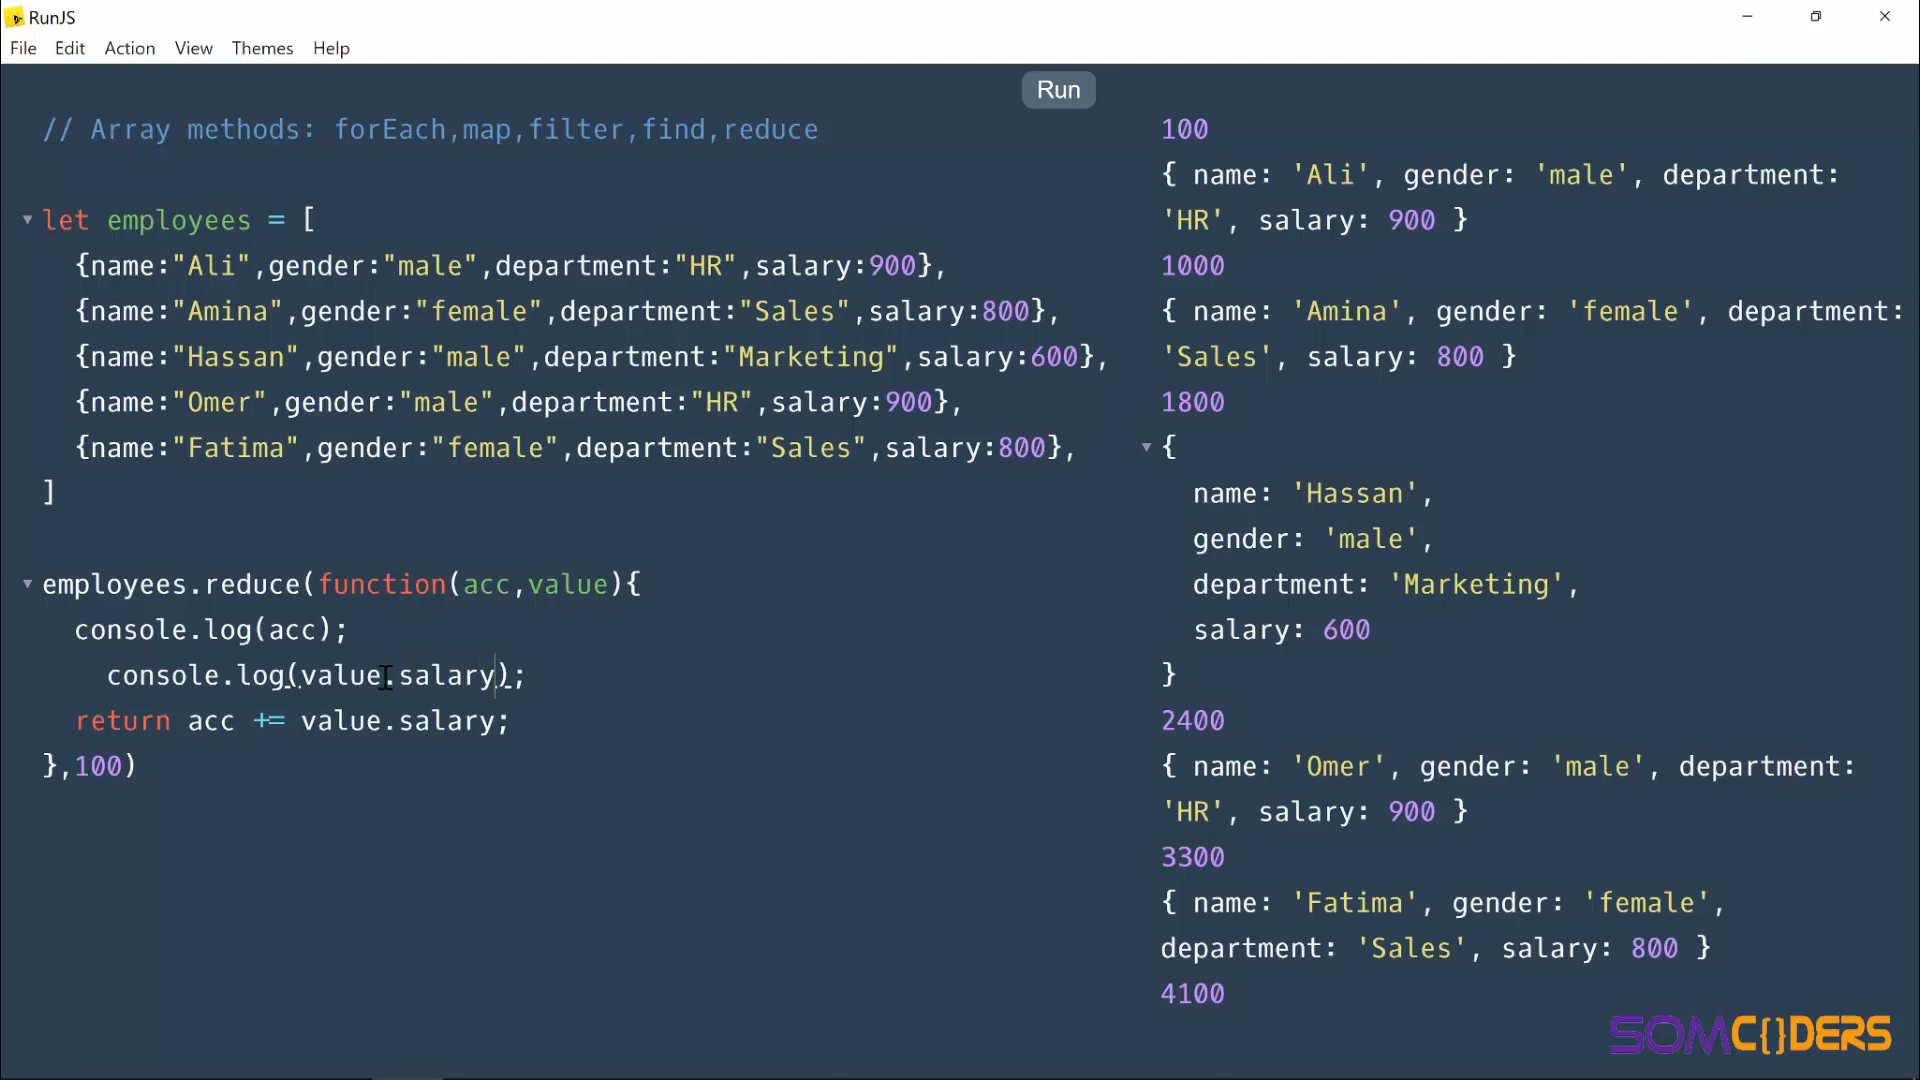 RunJS
File Edit Action View Themes Help
Run
// Array methods: forEach,map,filter,find,reduce
let employees = [
{name:"Ali",gender:"male",department:"HR",salary:900},
{name:"Amina",gender:"female",department:"Sales",salary:800},
{name:"Hassan",gender:"male",department:"Marketing",salary:600},
{name:"Omer",gender:"male",department:"HR",salary:900},
{name:"Fatima",gender:"female",department:"Sales",salary:800},
]
employees.reduce(function(acc,value){
console.log(acc);
console.log(value.salary);
return acc += value.salary;
},100)
100
{ name: 'Ali', gender: 'male', department:
'HR', salary: 900 }
1000
{ name: 'Amina', gender: 'female', department:
'Sales', salary: 800 }
1800
{
name: 'Hassan',
gender: 'male',
department: 'Marketing',
salary: 600
}
2400
{ name: 'Omer', gender: 'male', department:
'HR', salary: 900 }
3300
{ name: 'Fatima', gender: 'female',
department: 'Sales', salary: 800 }
4100
SOMC{}DERS